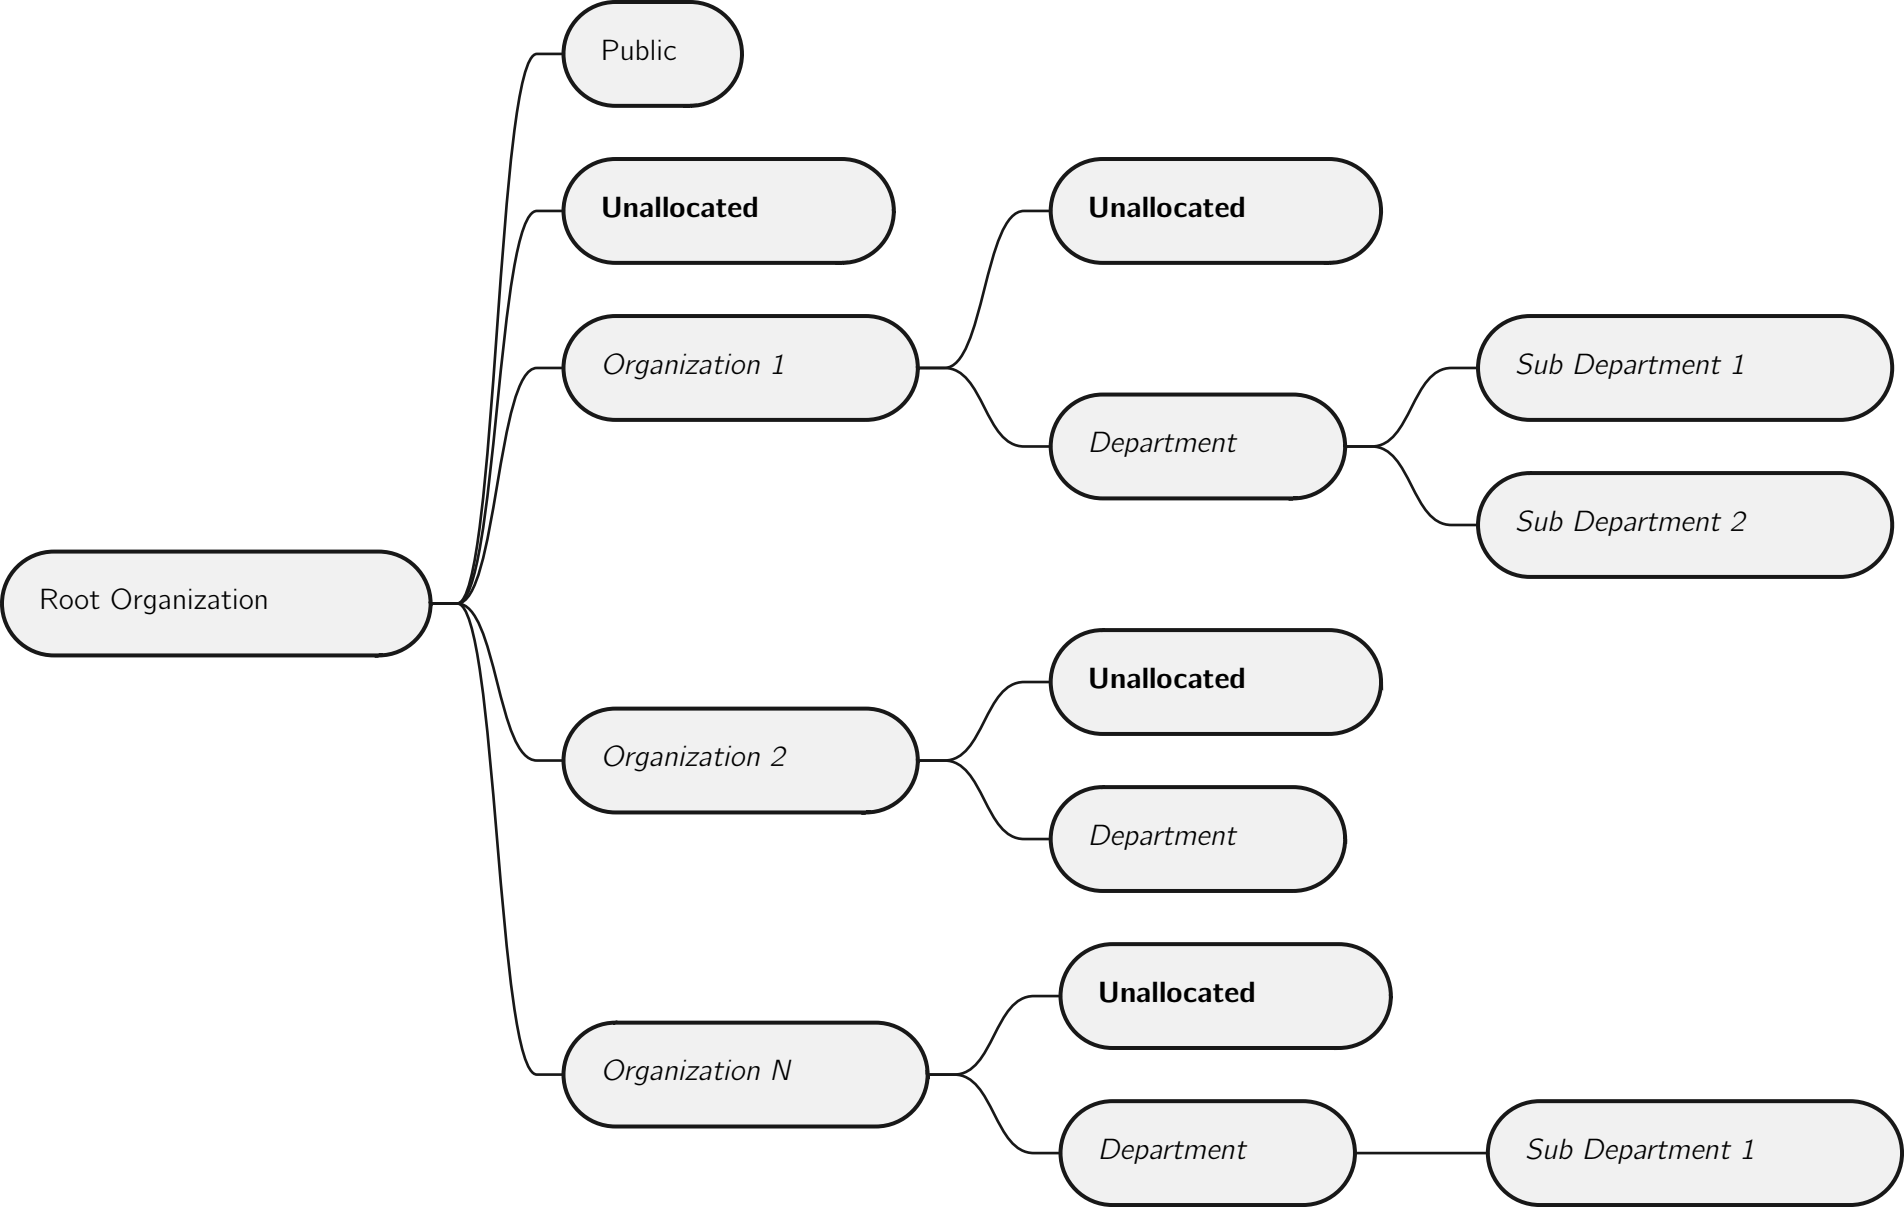 Public
Unallocated
Unallocated
Organization 1
Sub Department 1
Department
Sub Department 2
Root Organization
Unallocated
Organization 2
Department
Unallocated
Organization N
Department
Sub Department 1